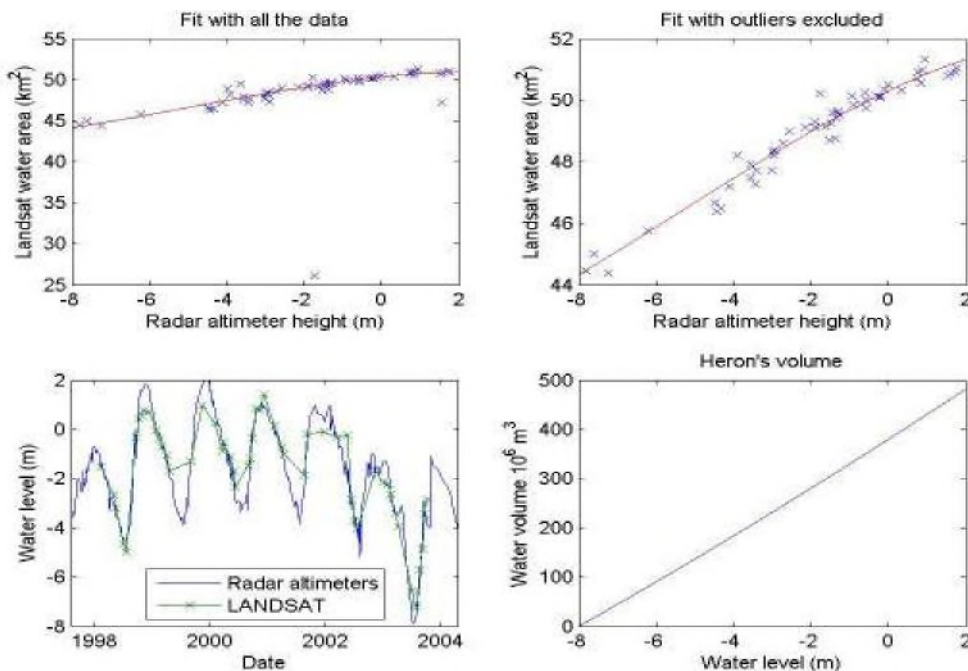 Fit with all the data
55
50
45
40
35
30
25
Landsat water area (km²)
-8 -6 -4 -2 0 2
Radar altimeter height (m)
Fit with outliers excluded
52
50
48
46
44
Landsat water area (km²)
-8 -6 -4 -2 0 2
Radar altimeter height (m)
2
0
-2
-4
-6
-8
Water level (m)
Radar altimeters
LANDSAT
1998 2000 2002 2004
Date
Heron's volume
500
400
300
200
100
0
Water volume 10⁶ m³
-8 -6 -4 -2 0 2
Water level (m)